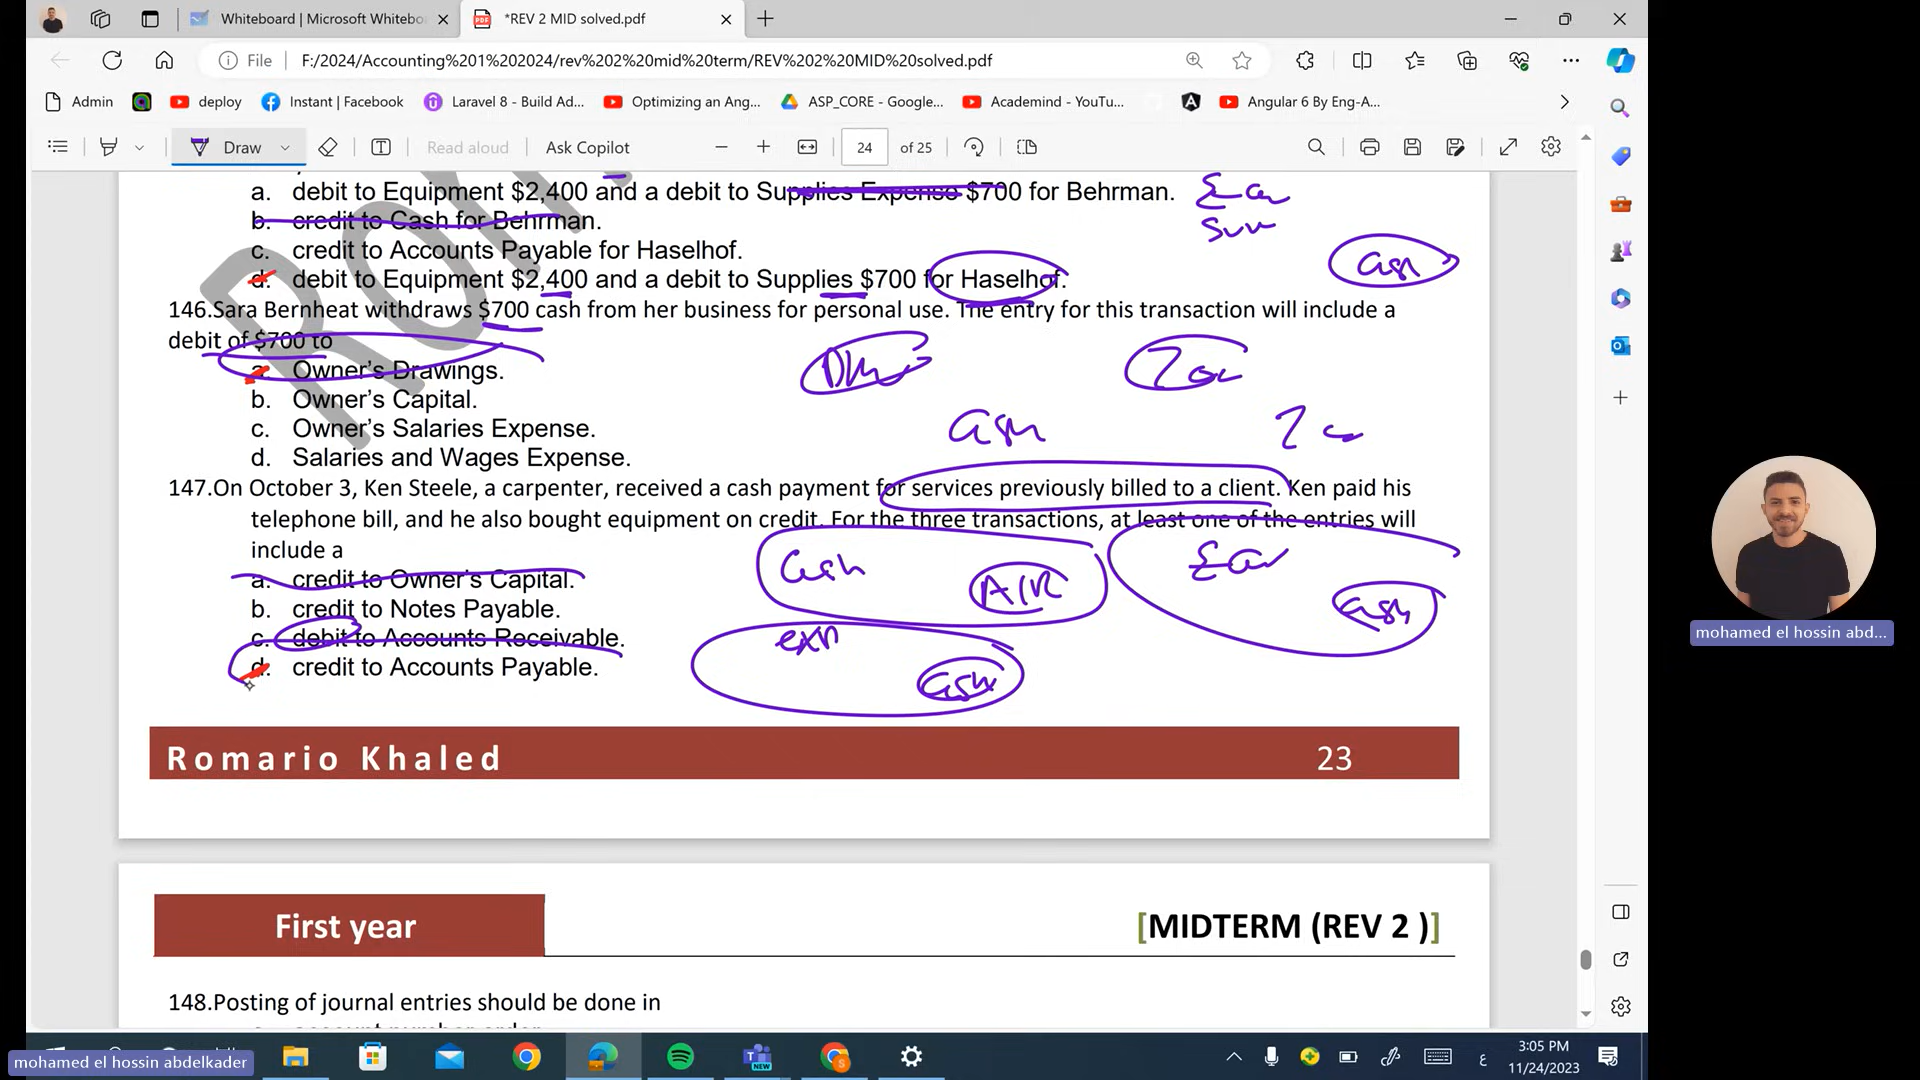 Whiteboard | Microsoft Whitebo
*REV 2 MID solved.pdf
File
F:/2024/Accounting%201%202024/rev%202%20mid%20term/REV%202%20MID%20solved.pdf
Admin
deploy
Instant | Facebook
Laravel 8 - Build Ad...
Optimizing an Ang...
ASP_CORE - Google...
Academind - YouTu...
Angular 6 By Eng-A...
Draw
Read aloud
Ask Copilot
24
of 25
a. debit to Equipment $2,400 and a debit to Supplies Expense $700 for Behrman.
b. credit to Cash for Behrman.
c. credit to Accounts Payable for Haselhof.
d. debit to Equipment $2,400 and a debit to Supplies $700 for Haselhof.
146.Sara Bernheat withdraws $700 cash from her business for personal use. The entry for this transaction will include a
debit of $700 to
a. Owner's Drawings.
b. Owner's Capital.
c. Owner's Salaries Expense.
d. Salaries and Wages Expense.
147.On October 3, Ken Steele, a carpenter, received a cash payment for services previously billed to a client. Ken paid his
telephone bill, and he also bought equipment on credit. For the three transactions, at least one of the entries will
include a
a. credit to Owner's Capital.
b. credit to Notes Payable.
c. debit to Accounts Receivable.
d. credit to Accounts Payable.
Cash
A/R
Cash
Romario Khaled
23
First year
[MIDTERM (REV 2 )]
148.Posting of journal entries should be done in
mohamed el hossin abd...
mohamed el hossin abdelkader
3:05 PM
11/24/2023